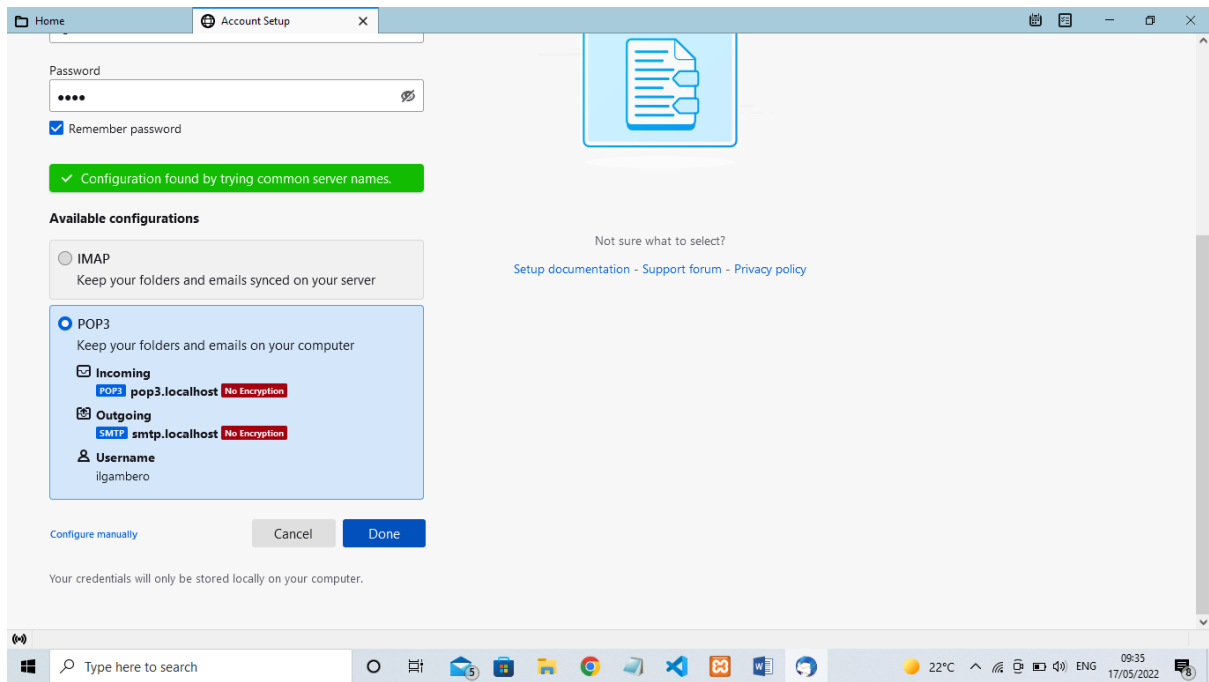 Home
Account Setup
Password
Remember password
Configuration found by trying common server names.
Available configurations
IMAP
Keep your folders and emails synced on your server
POP3
Keep your folders and emails on your computer
Incoming
POP3 pop3.localhost No Encryption
Outgoing
SMTP smtp.localhost No Encryption
Username
ilgambero
Configure manually
Cancel
Done
Your credentials will only be stored locally on your computer.
Not sure what to select?
Setup documentation - Support forum - Privacy policy
Type here to search
5
22°C
ENG
09:35
17/05/2022
8